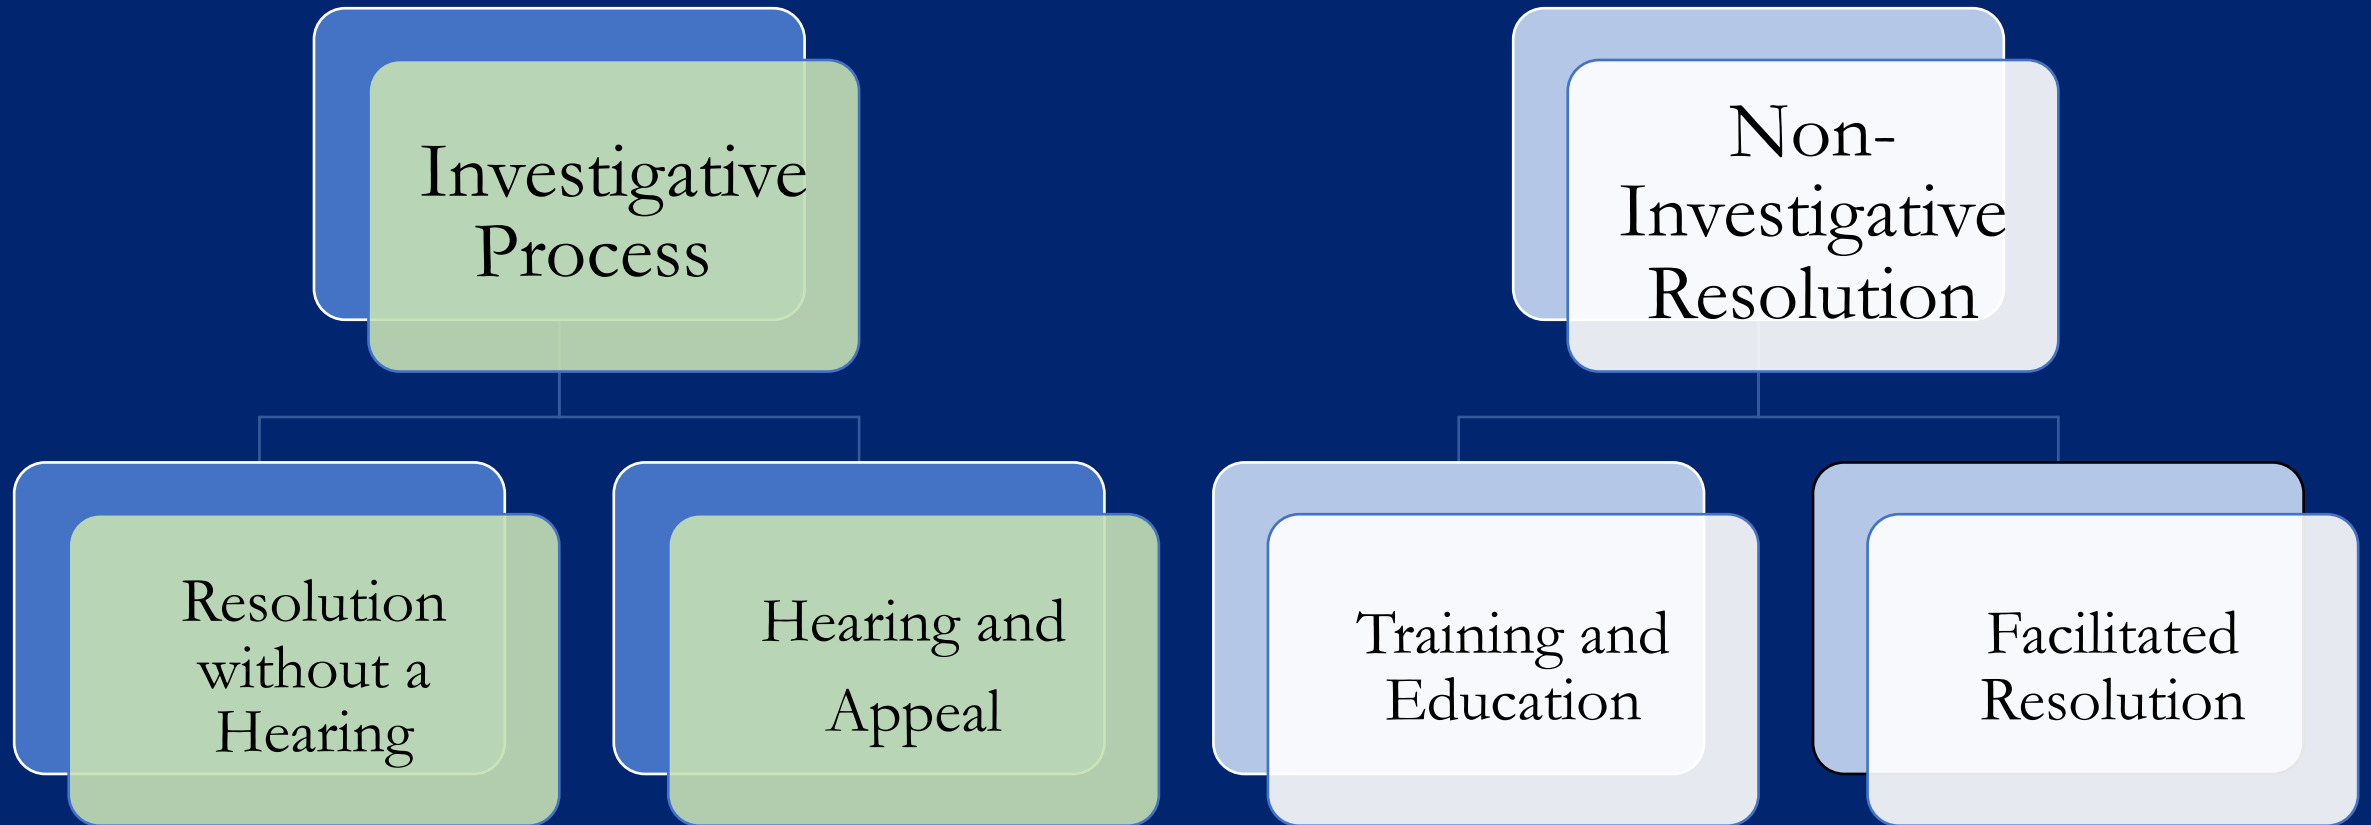 Investigative
Process
Non-
Investigative
Resolution
Resolution
without a
Hearing
Hearing and
Appeal
Training and
Education
Facilitated
Resolution